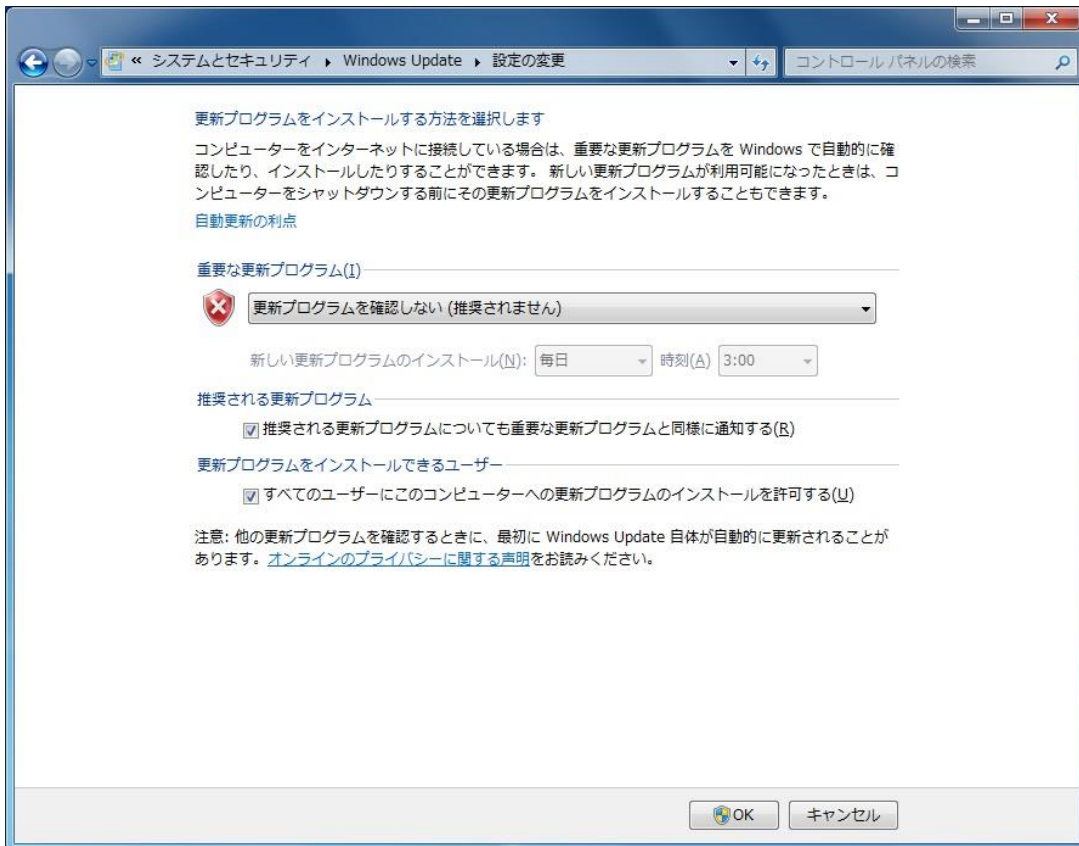 « システムとセキュリティ ▸ Windows Update ▸ 設定の変更
コントロール パネルの検索
更新プログラムをインストールする方法を選択します
コンピューターをインターネットに接続している場合は、重要な更新プログラムを Windows で自動的に確
認したり、インストールしたりすることができます。 新しい更新プログラムが利用可能になったときは、コ
ンピューターをシャットダウンする前にその更新プログラムをインストールすることもできます。
自動更新の利点
重要な更新プログラム(I)
更新プログラムを確認しない (推奨されません)
新しい更新プログラムのインストール(N): 毎日 時刻(A) 3:00
推奨される更新プログラム
推奨される更新プログラムについても重要な更新プログラムと同様に通知する(R)
更新プログラムをインストールできるユーザー
すべてのユーザーにこのコンピューターへの更新プログラムのインストールを許可する(U)
注意: 他の更新プログラムを確認するときに、最初に Windows Update 自体が自動的に更新されることが
あります。オンラインのプライバシーに関する声明をお読みください。
OK キャンセル